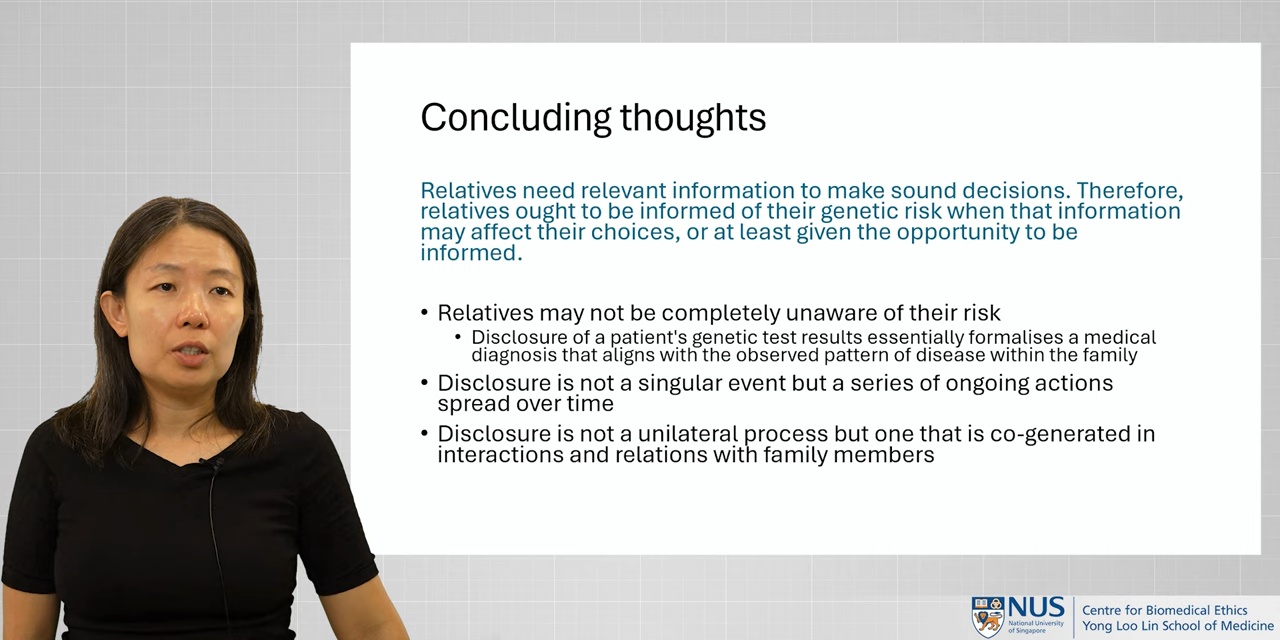 Concluding thoughts
Relatives need relevant information to make sound decisions. Therefore,
relatives ought to be informed of their genetic risk when that information
may affect their choices, or at least given the opportunity to be
informed.
• Relatives may not be completely unaware of their risk
• Disclosure of a patient's genetic test results essentially formalises a medical
diagnosis that aligns with the observed pattern of disease within the family
• Disclosure is not a singular event but a series of ongoing actions
spread over time
• Disclosure is not a unilateral process but one that is co-generated in
interactions and relations with family members
NUS
National University
of Singapore
Centre for Biomedical Ethics
Yong Loo Lin School of Medicine